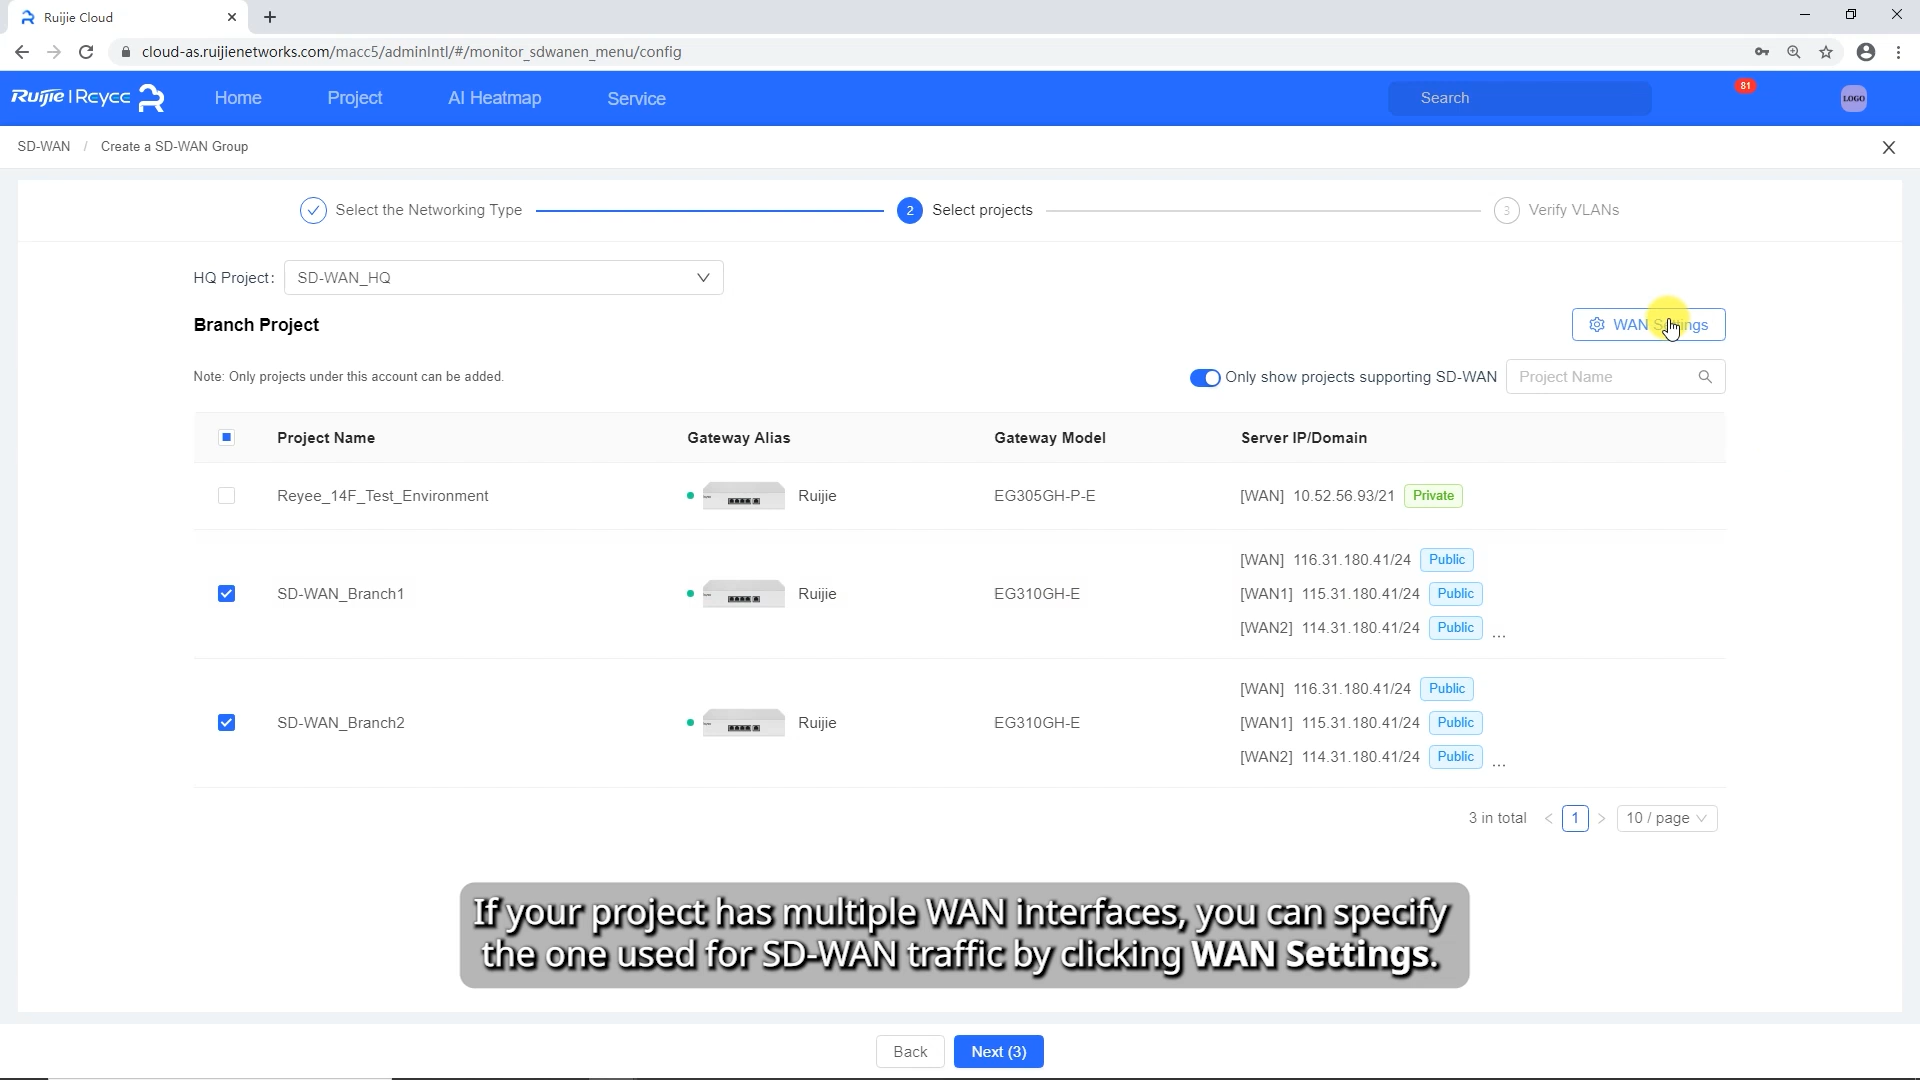 Ruijie Cloud
cloud-as.ruijienetworks.com/macc5/adminIntl/#/monitor_sdwanen_menu/config
Ruijie | Reyee
Home
Project
AI Heatmap
Service
Search
81
LOGO
SD-WAN / Create a SD-WAN Group
Select the Networking Type
2 Select projects
3 Verify VLANs
HQ Project: SD-WAN_HQ
Branch Project
WAN Settings
Note: Only projects under this account can be added.
Only show projects supporting SD-WAN
Project Name
Project Name Gateway Alias Gateway Model Server IP/Domain
Reyee_14F_Test_Environment Ruijie EG305GH-P-E [WAN] 10.52.56.93/21 Private
[WAN] 116.31.180.41/24 Public
SD-WAN_Branch1 Ruijie EG310GH-E [WAN1] 115.31.180.41/24 Public
[WAN2] 114.31.180.41/24 Public ...
[WAN] 116.31.180.41/24 Public
SD-WAN_Branch2 Ruijie EG310GH-E [WAN1] 115.31.180.41/24 Public
[WAN2] 114.31.180.41/24 Public ...
3 in total < 1 > 10 / page
If your project has multiple WAN interfaces, you can specify
the one used for SD-WAN traffic by clicking WAN Settings.
Back
Next (3)